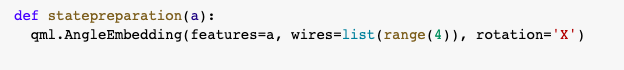 def statepreparation(a):
  qml.AngleEmbedding(features=a, wires=list(range(4)), rotation='X')